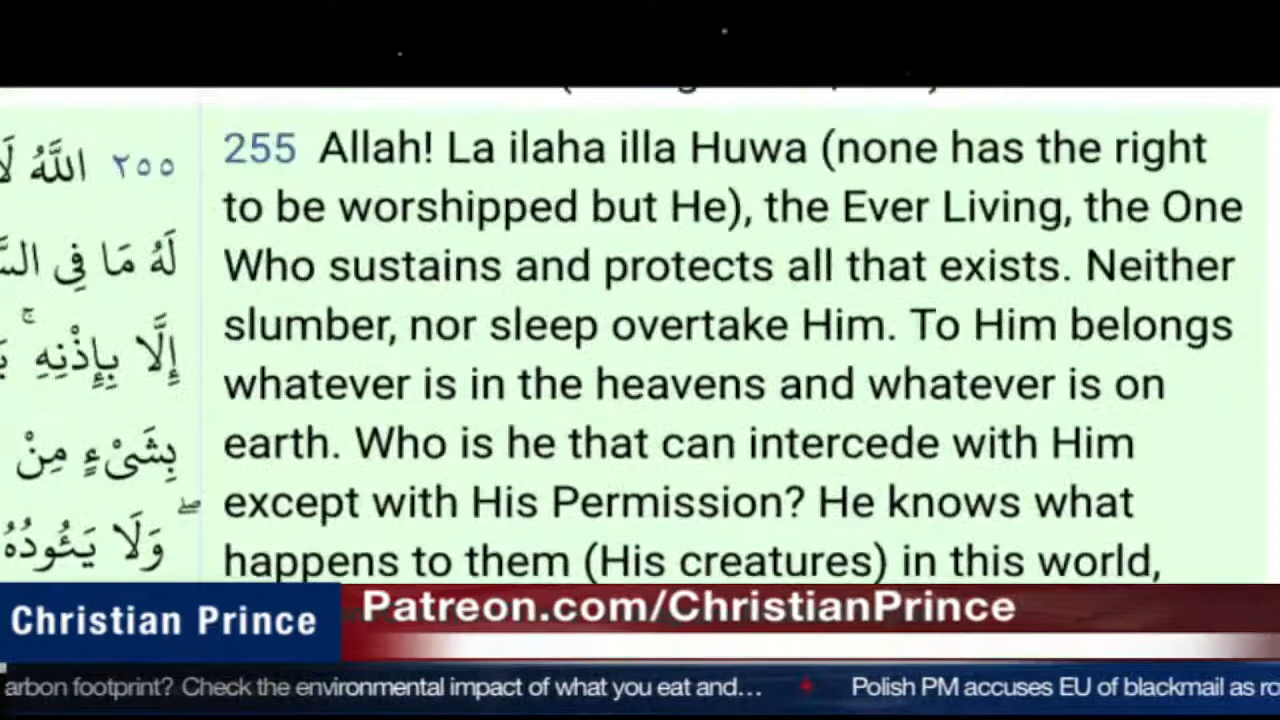 255 Allah! La ilaha illa Huwa (none has the right
to be worshipped but He), the Ever Living, the One
Who sustains and protects all that exists. Neither
slumber, nor sleep overtake Him. To Him belongs
whatever is in the heavens and whatever is on
earth. Who is he that can intercede with Him
except with His Permission? He knows what
happens to them (His creatures) in this world,
٢٥٥ اللَّهُ لَا
لَهُ مَا فِى
إِلَّا بِإِذْنِهِ ۚ
بِشَىْءٍ مِنْ
ۖ وَلَا يَـُٔودُهُ
Christian Prince
Patreon.com/ChristianPrince
arbon footprint? Check the environmental impact of what you eat and... Polish PM accuses EU of blackmail as ro